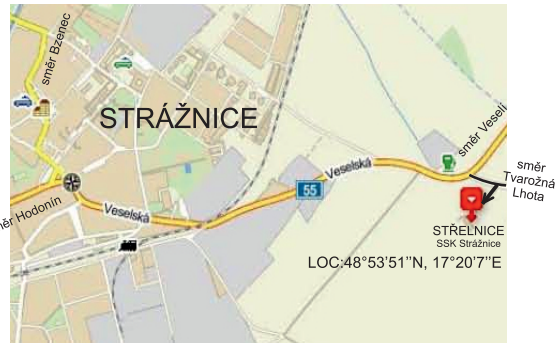 směr Bzenec
STRÁŽNICE
směr Hodonín
Veselská
55
Veselská
směr Veselí
směr
Tvarožná
Lhota
STŘELNICE
SSK Strážnice
LOC:48°53'51''N, 17°20'7''E